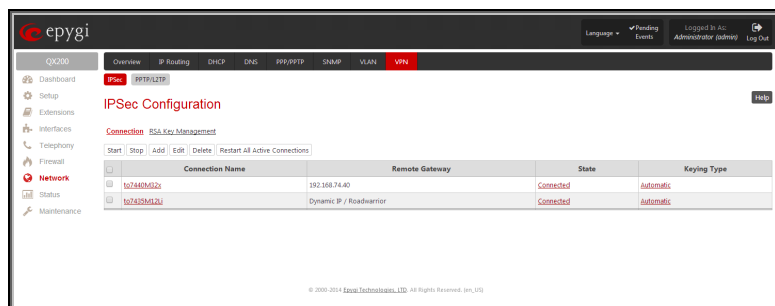 epygi
Language
Pending Events
Logged In As:
Administrator (admin)
Log Out
QX200
Overview IP Routing DHCP DNS PPP/PPTP SNMP VLAN VPN
Dashboard
Setup
Extensions
Interfaces
Telephony
Firewall
Network
Status
Maintenance
IPSec PPTP/L2TP
Help
IPSec Configuration
Connection RSA Key Management
Start Stop Add Edit Delete Restart All Active Connections
Connection Name Remote Gateway State Keying Type
to7440M32x 192.168.74.40 Connected Automatic
to7435M12Li Dynamic IP / Roadwarrior Connected Automatic
© 2000-2014 Epygi Technologies, LTD. All Rights Reserved. (en_US)